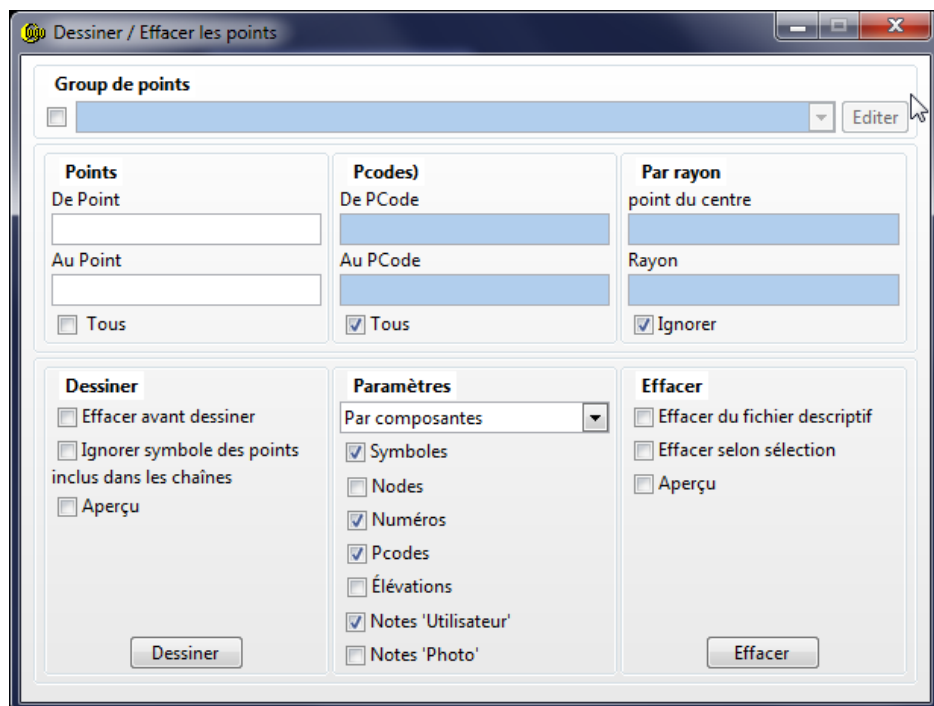 Dessiner / Effacer les points
Group de points
Editer
Points
De Point
Au Point
Tous
Pcodes)
De PCode
Au PCode
Tous
Par rayon
point du centre
Rayon
Ignorer
Dessiner
Effacer avant dessiner
Ignorer symbole des points
inclus dans les chaînes
Aperçu
Dessiner
Paramètres
Par composantes
Symboles
Nodes
Numéros
Pcodes
Élévations
Notes 'Utilisateur'
Notes 'Photo'
Effacer
Effacer du fichier descriptif
Effacer selon sélection
Aperçu
Effacer